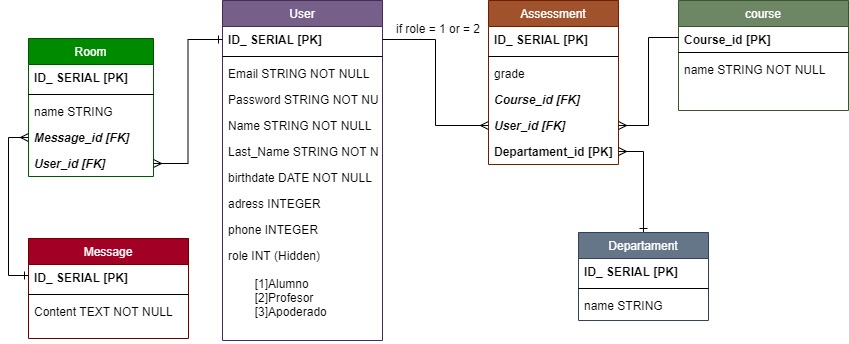 Room
ID_ SERIAL [PK]
name STRING
Message_id [FK]
User_id [FK]
Message
ID_ SERIAL [PK]
Content TEXT NOT NULL
User
ID_ SERIAL [PK]
Email STRING NOT NULL
Password STRING NOT NU
Name STRING NOT NULL
Last_Name STRING NOT N
birthdate DATE NOT NULL
adress INTEGER
phone INTEGER
role INT (Hidden)
[1]Alumno
[2]Profesor
[3]Apoderado
if role = 1 or = 2
Assessment
ID_ SERIAL [PK]
grade
Course_id [FK]
User_id [FK]
Departament_id [PK]
course
Course_id [PK]
name STRING NOT NULL
Departament
ID_ SERIAL [PK]
name STRING